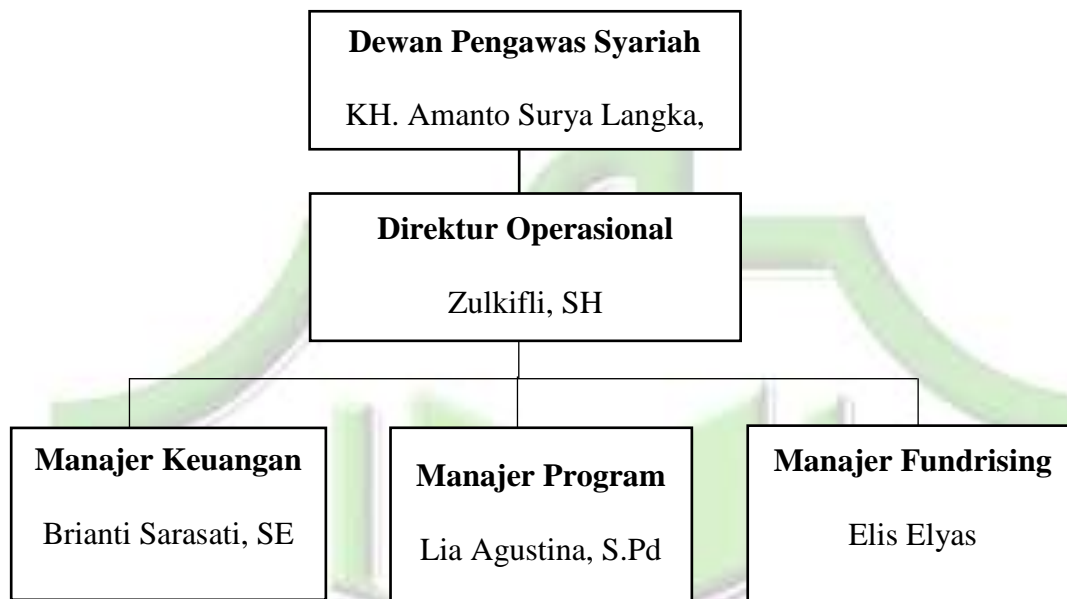 Dewan Pengawas Syariah
KH. Amanto Surya Langka,
Direktur Operasional
Zulkifli, SH
Manajer Keuangan
Brianti Sarasati, SE
Manajer Program
Lia Agustina, S.Pd
Manajer Fundrising
Elis Elyas